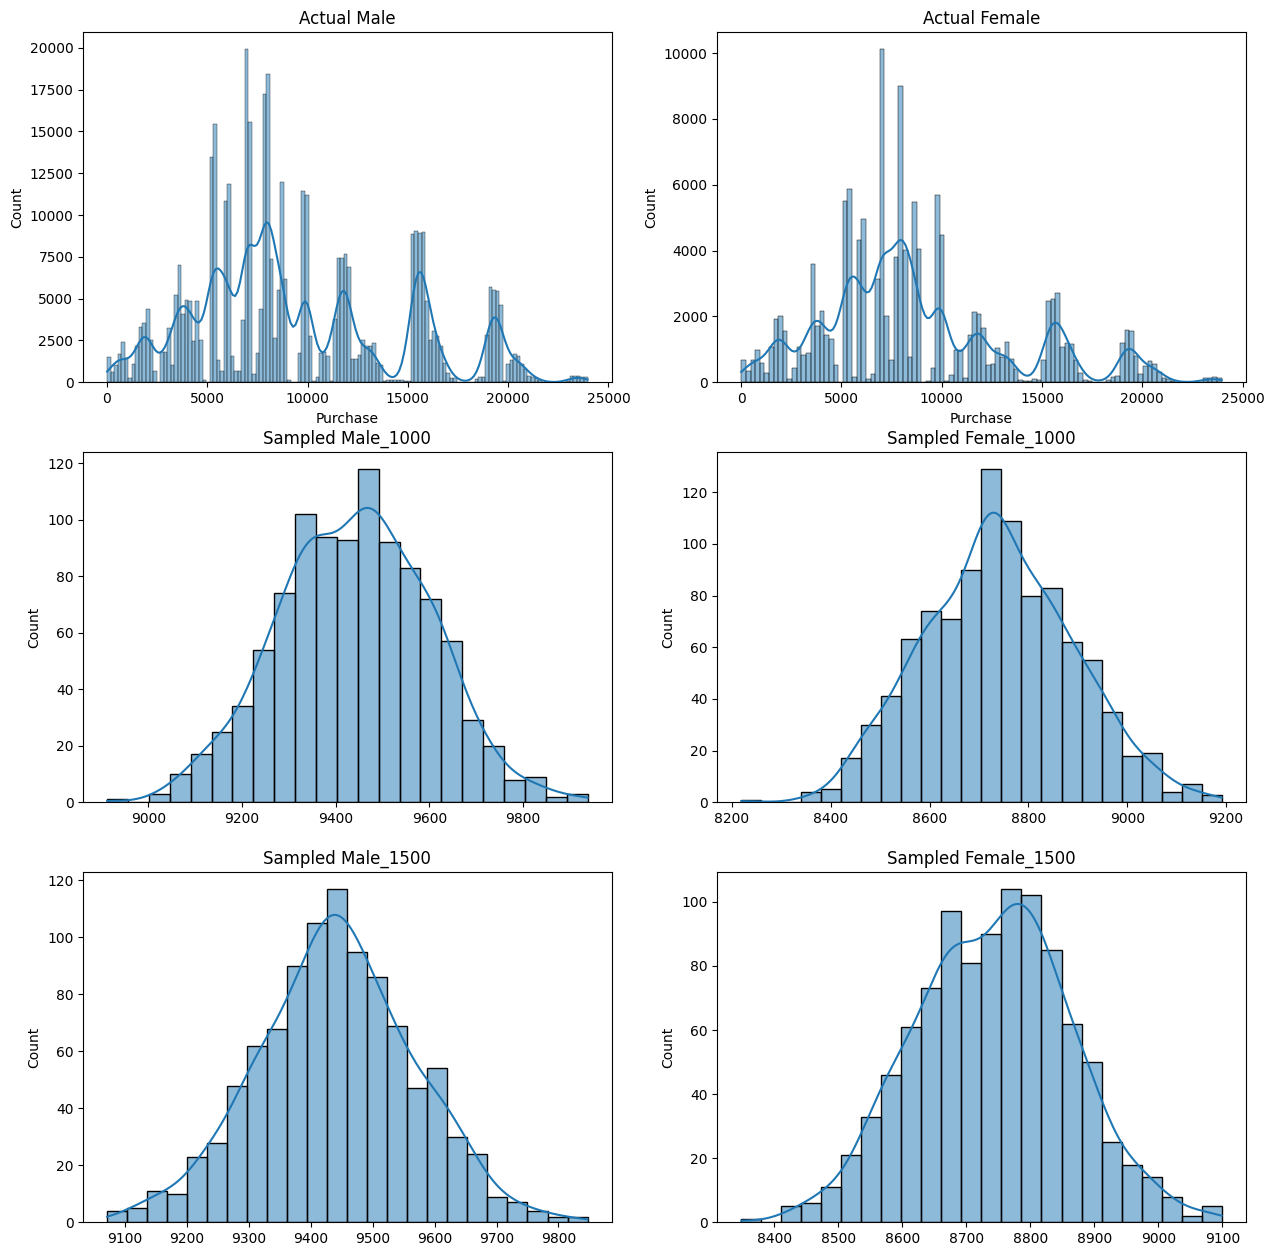 Actual Male
20000
17500
15000
12500
10000
7500
5000
2500
0
Count
0 5000 10000 15000 20000 25000
Purchase
Actual Female
10000
8000
6000
4000
2000
0
Count
0 5000 10000 15000 20000 25000
Purchase
Sampled Male_1000
120
100
80
60
40
20
0
Count
9000 9200 9400 9600 9800
Sampled Female_1000
120
100
80
60
40
20
0
Count
8200 8400 8600 8800 9000 9200
Sampled Male_1500
120
100
80
60
40
20
0
Count
9100 9200 9300 9400 9500 9600 9700 9800
Sampled Female_1500
100
80
60
40
20
0
Count
8400 8500 8600 8700 8800 8900 9000 9100